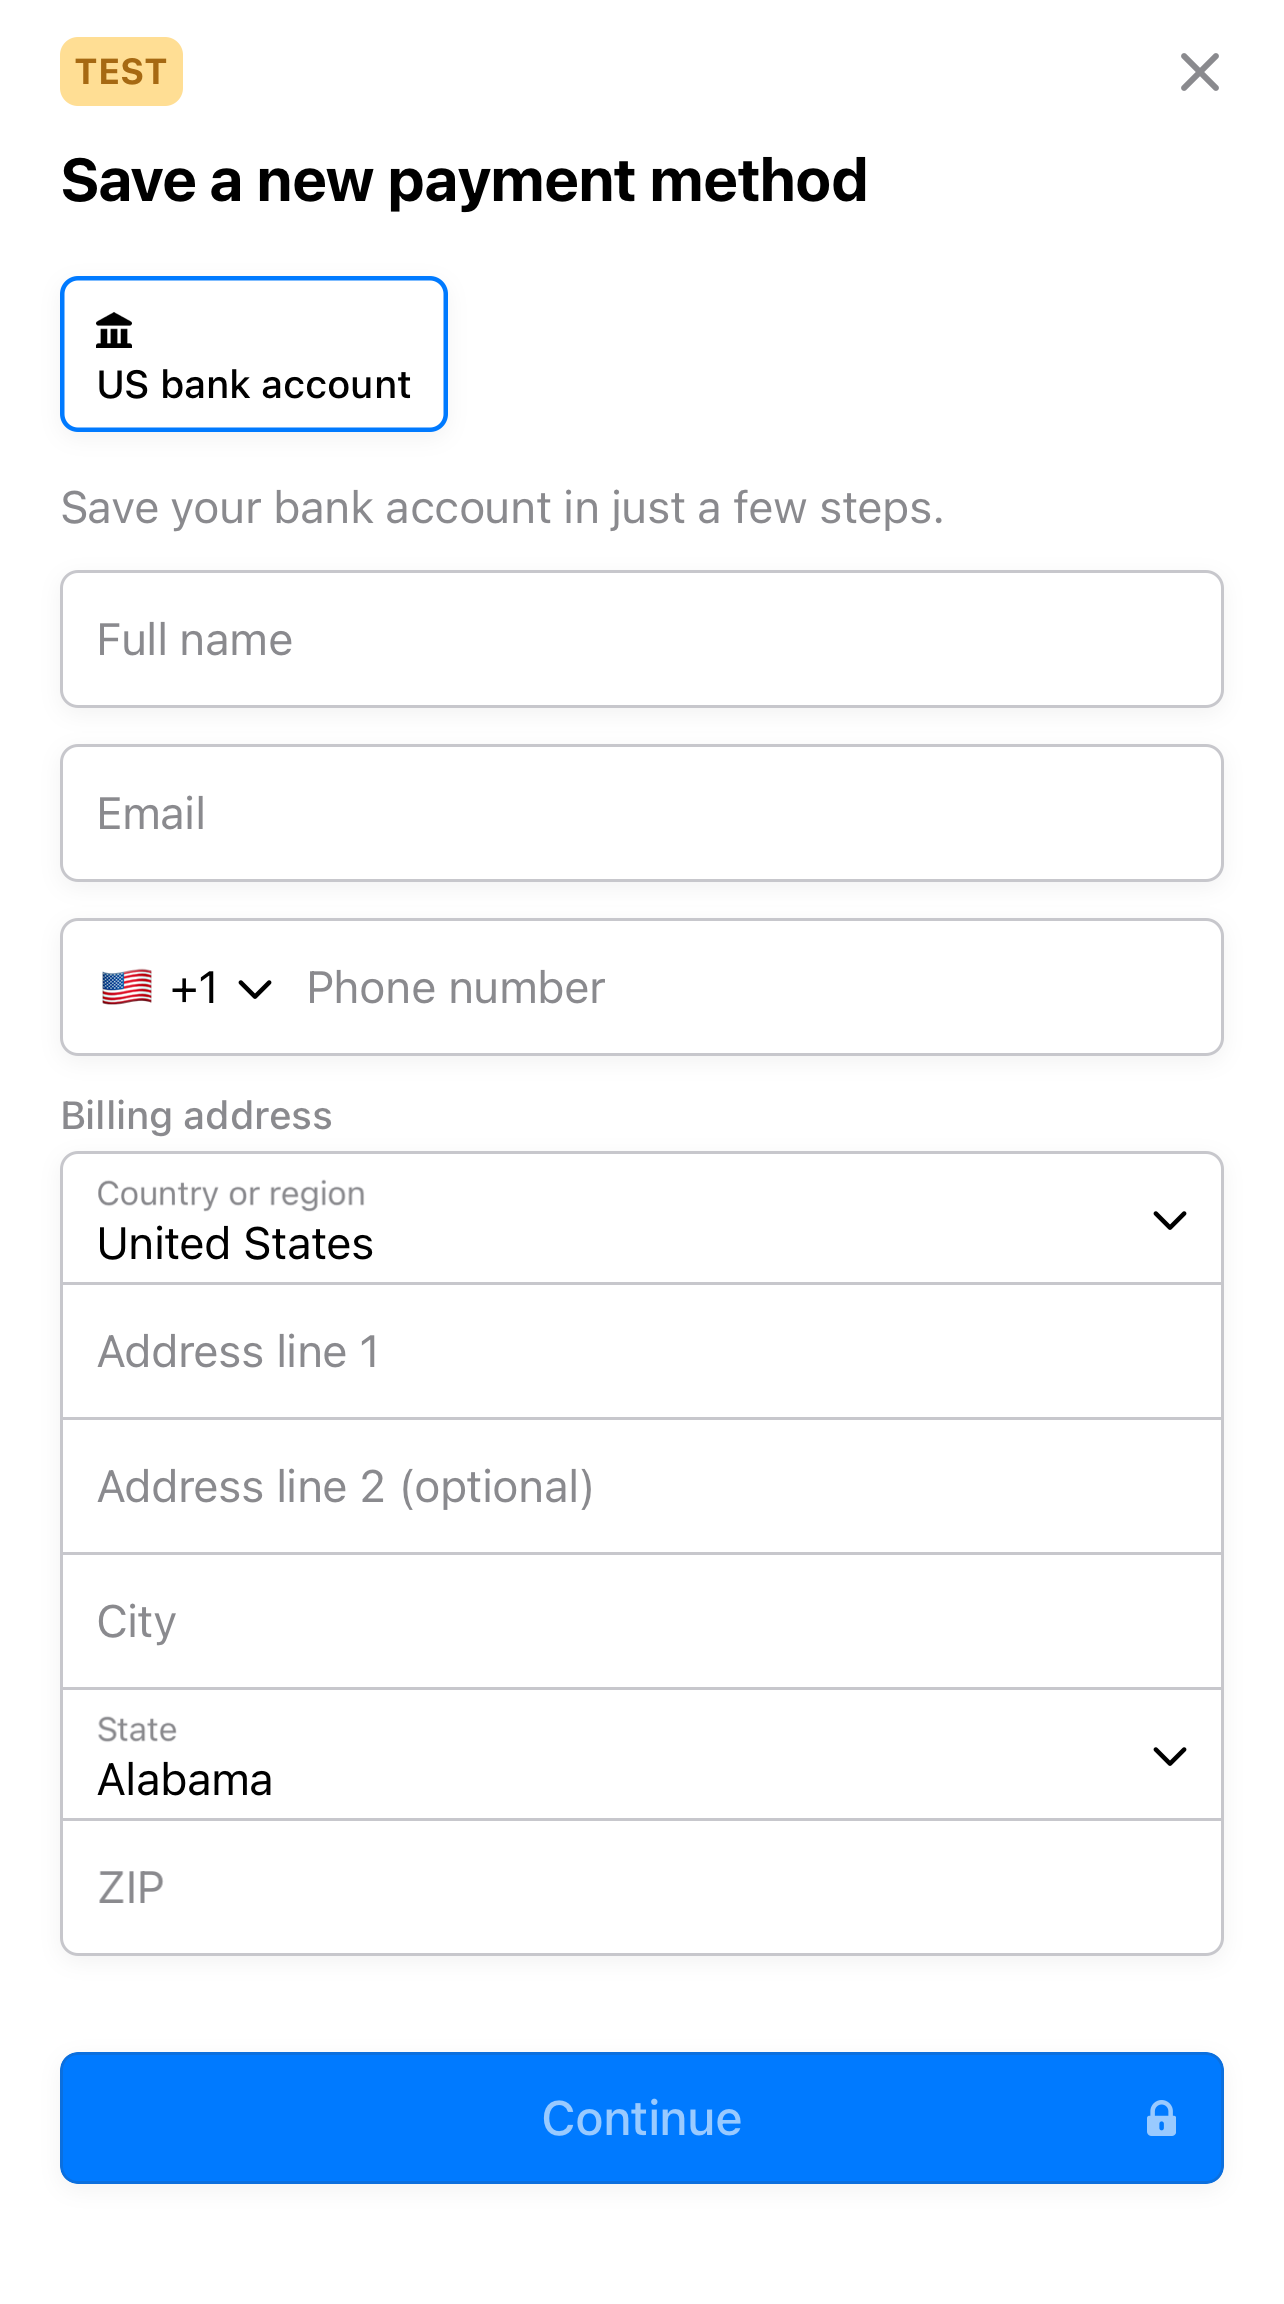 TEST
Save a new payment method
US bank account
Save your bank account in just a few steps.
Full name
Email
+1 Phone number
Billing address
Country or region
United States
Address line 1
Address line 2 (optional)
City
State
Alabama
ZIP
Continue